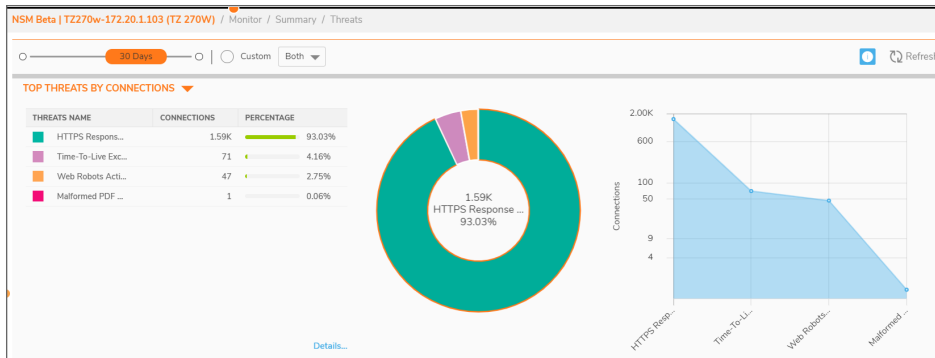 NSM Beta | TZ270w-172.20.1.103 (TZ 270W) / Monitor / Summary / Threats
30 Days Custom Both Refresh
TOP THREATS BY CONNECTIONS
THREATS NAME CONNECTIONS PERCENTAGE
HTTPS Respons... 1.59K 93.03%
Time-To-Live Exc... 71 4.16%
Web Robots Acti... 47 2.75%
Malformed PDF ... 1 0.06%
Details...
1.59K
HTTPS Response ...
93.03%
Connections
2.00K
600
100
50
9
4
HTTPS Resp...
Time-To-Li...
Web Robots...
Malformed ...